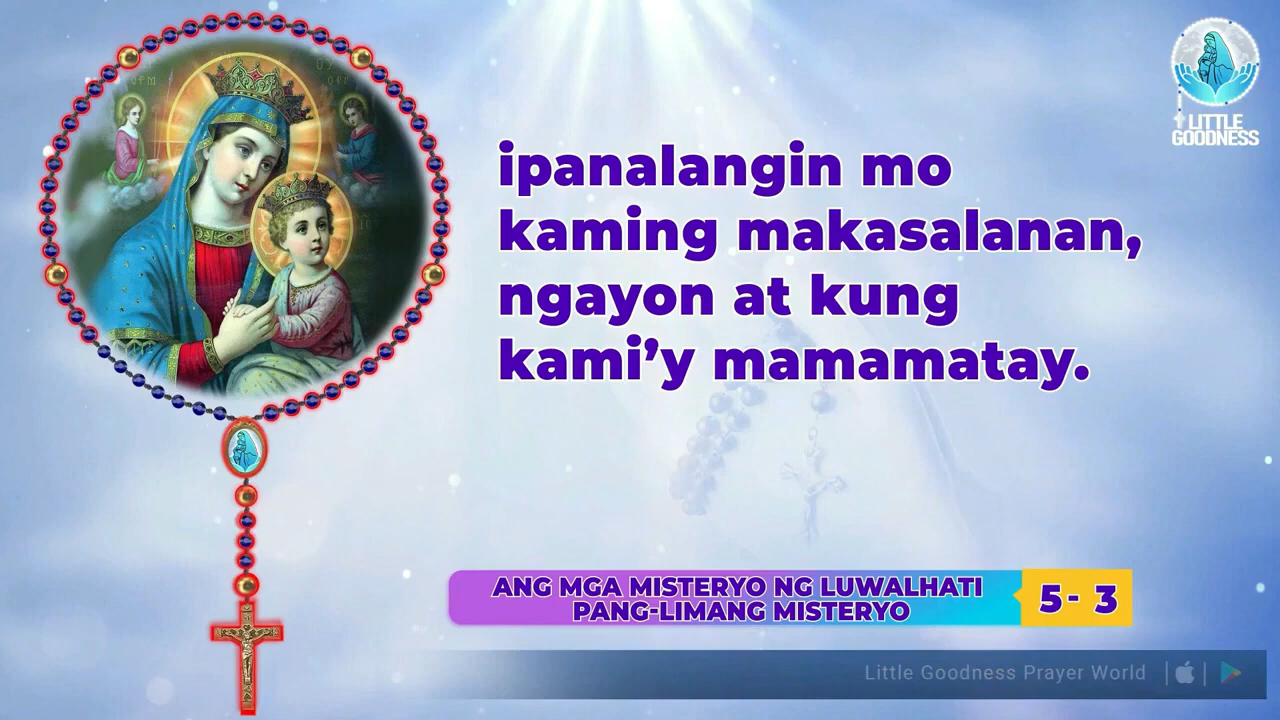 LITTLE
GOODNESS
ipanalangin mo
kaming makasalanan,
ngayon at kung
kami’y mamamatay.
ANG MGA MISTERYO NG LUWALHATI
PANG-LIMANG MISTERYO
5 - 3
Little Goodness Prayer World